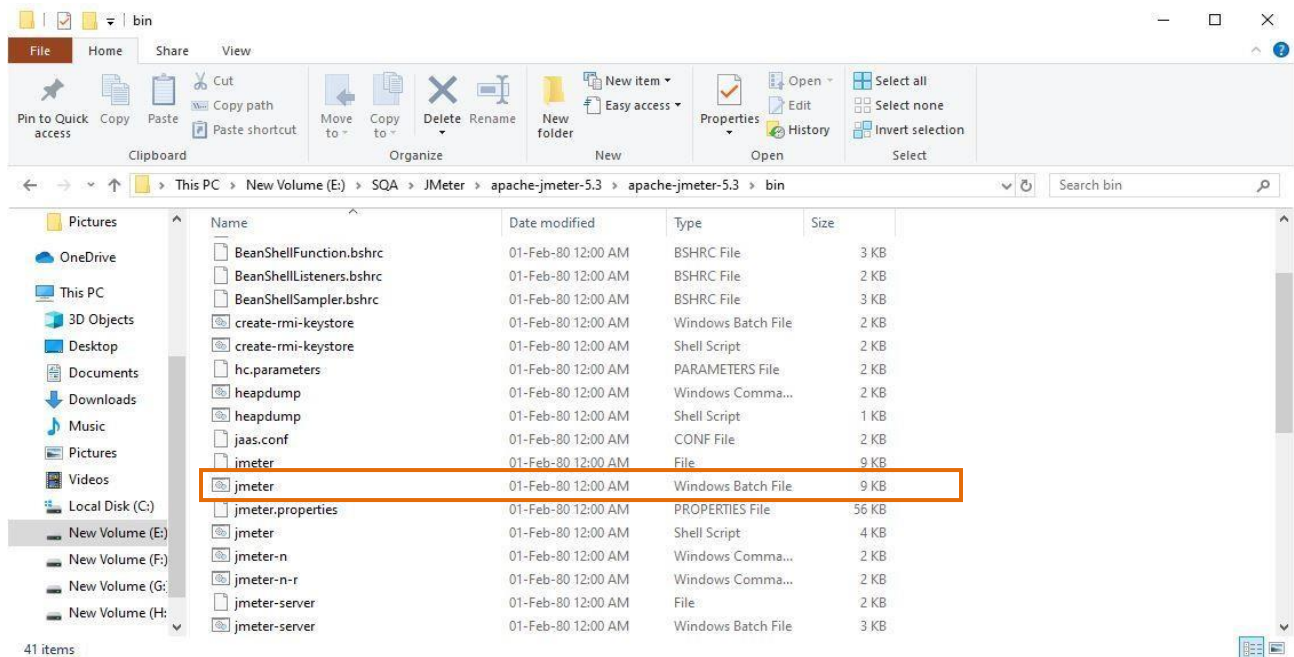 bin
File Home Share View
Pin to Quick access
Copy
Paste
Cut
Copy path
Paste shortcut
Clipboard
Move to
Copy to
Delete
Rename
Organize
New folder
New item
Easy access
New
Properties
Open
Edit
History
Open
Select all
Select none
Invert selection
Select
This PC > New Volume (E:) > SQA > JMeter > apache-jmeter-5.3 > apache-jmeter-5.3 > bin
Search bin
Pictures
OneDrive
This PC
3D Objects
Desktop
Documents
Downloads
Music
Pictures
Videos
Local Disk (C:)
New Volume (E:)
New Volume (F:)
New Volume (G:
New Volume (H:
Name Date modified Type Size
BeanShellFunction.bshrc 01-Feb-80 12:00 AM BSHRC File 3 KB
BeanShellListeners.bshrc 01-Feb-80 12:00 AM BSHRC File 2 KB
BeanShellSampler.bshrc 01-Feb-80 12:00 AM BSHRC File 3 KB
create-rmi-keystore 01-Feb-80 12:00 AM Windows Batch File 2 KB
create-rmi-keystore 01-Feb-80 12:00 AM Shell Script 2 KB
hc.parameters 01-Feb-80 12:00 AM PARAMETERS File 2 KB
heapdump 01-Feb-80 12:00 AM Windows Comma... 2 KB
heapdump 01-Feb-80 12:00 AM Shell Script 1 KB
jaas.conf 01-Feb-80 12:00 AM CONF File 2 KB
jmeter 01-Feb-80 12:00 AM File 9 KB
jmeter 01-Feb-80 12:00 AM Windows Batch File 9 KB
jmeter.properties 01-Feb-80 12:00 AM PROPERTIES File 56 KB
jmeter 01-Feb-80 12:00 AM Shell Script 4 KB
jmeter-n 01-Feb-80 12:00 AM Windows Comma... 2 KB
jmeter-n-r 01-Feb-80 12:00 AM Windows Comma... 2 KB
jmeter-server 01-Feb-80 12:00 AM File 2 KB
jmeter-server 01-Feb-80 12:00 AM Windows Batch File 3 KB
41 items